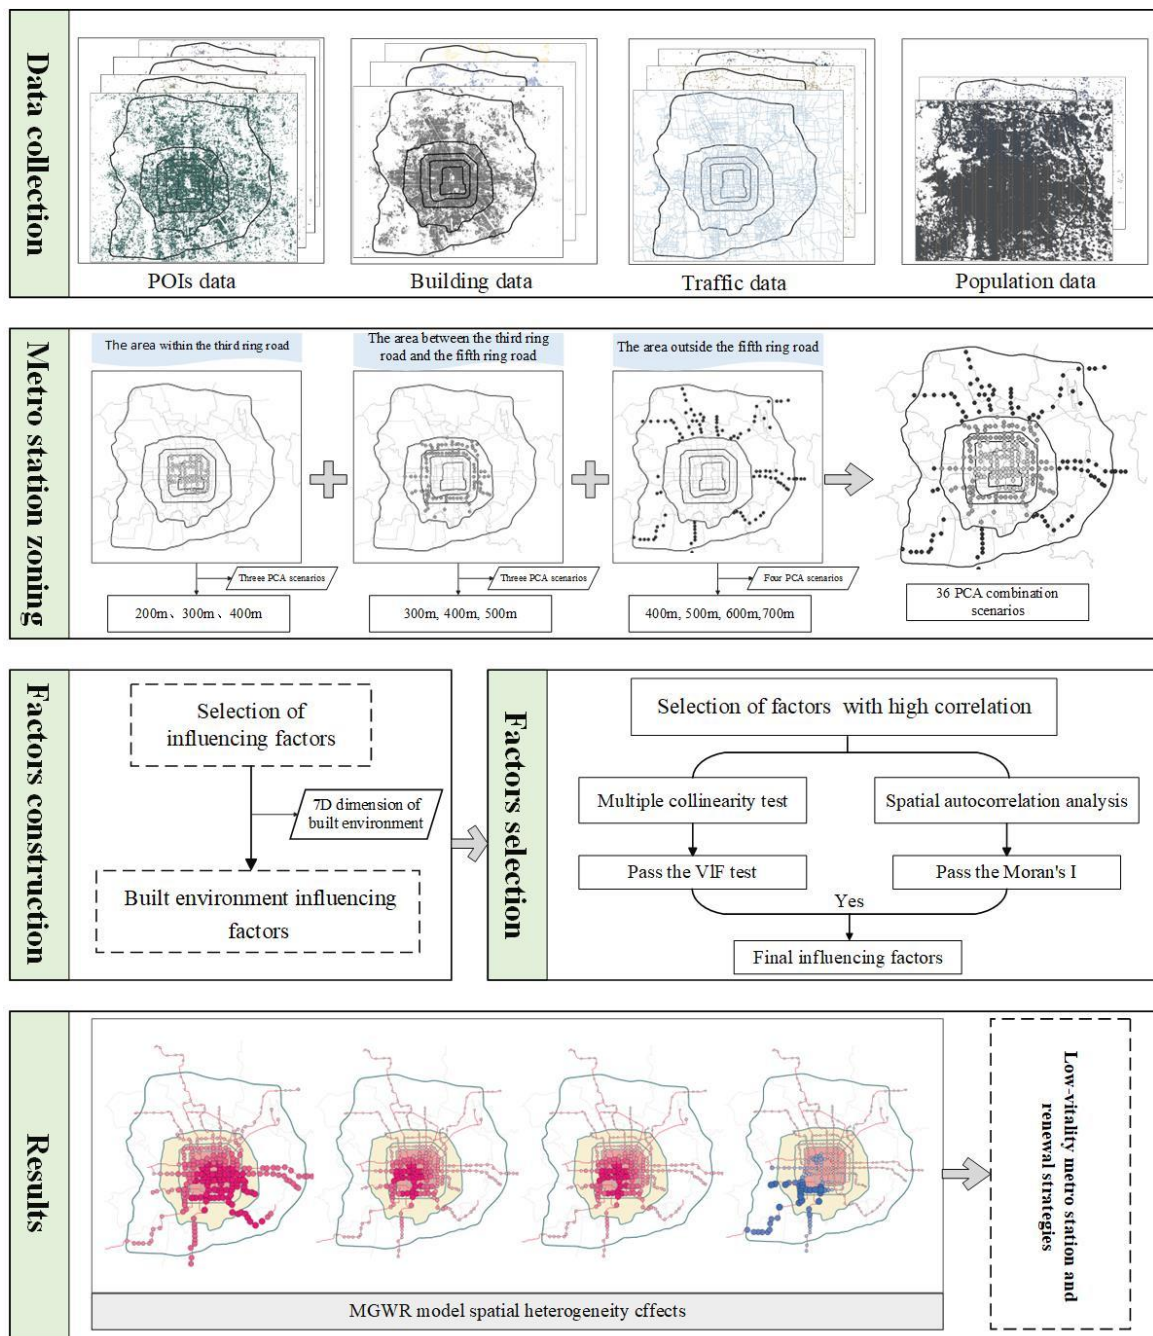 Data collection
POIs data
Building data
Traffic data
Population data
Metro station zoning
The area within the third ring road
The area between the third
ring road and the fifth ring road
The area outside the fifth ring road
Threee PCA scenarios
Three PCA scenarios
Four PCA scenarios
200m、300m、400m
300m, 400m, 500m
400m, 500m, 600m,700m
36 PCA combination
scenarios
Factors construction
Selection of
influencing factors
7D dimension of
built environment
Built environment influencing
factors
Factors selection
Selection of factors with high correlation
Multiple collinearity test
Spatial autocorrelation analysis
Pass the VIF test
Pass the Moran's I
Yes
Final influencing factors
Results
MGWR model spatial heterogeneity cffects
Low-vitality metro station and
renewal strategies